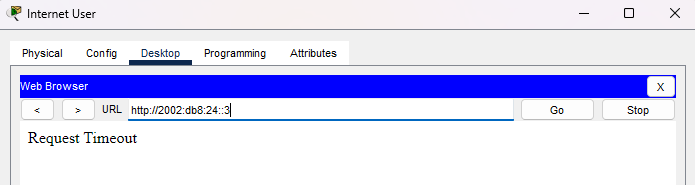 Internet User
Physical Config Desktop Programming Attributes
Web Browser X
< > URL http://2002:db8:24::3 Go Stop
Request Timeout